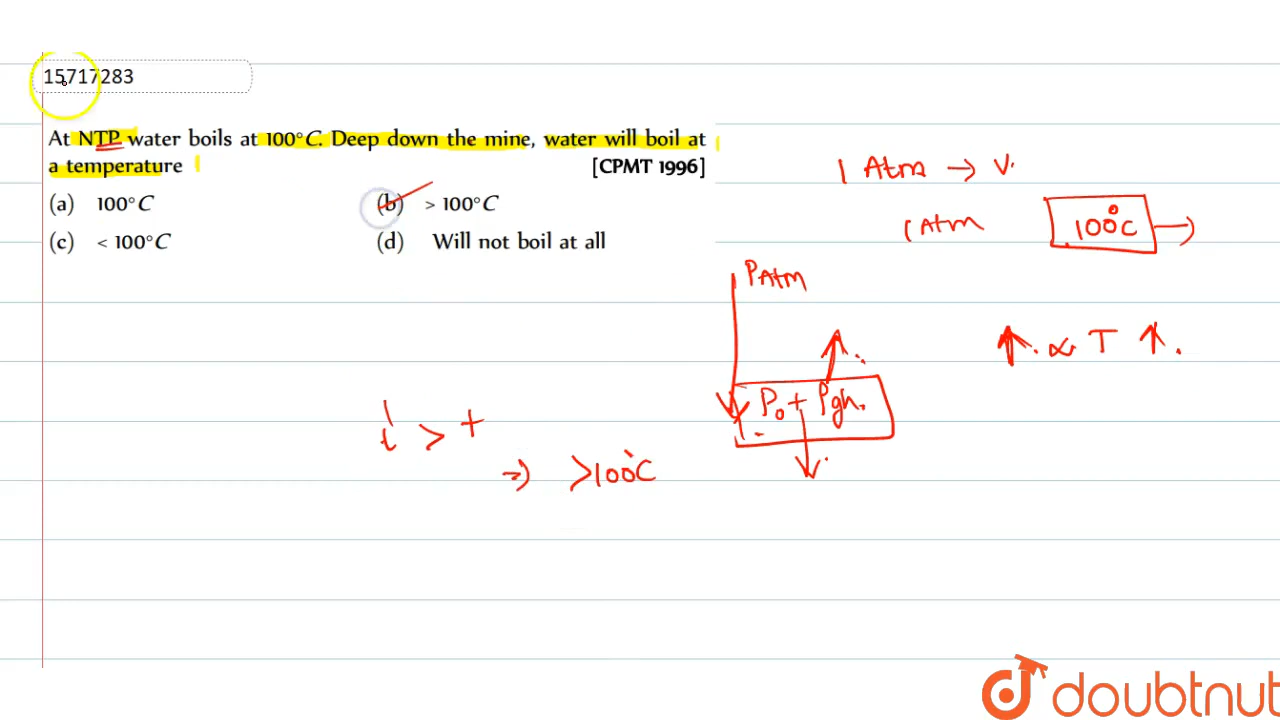 15717283
At NTP water boils at 100°C. Deep down the mine, water will boil at
a temperature [CPMT 1996]
(a) 100°C (b) > 100°C
(c) < 100°C (d) Will not boil at all
1 Atm → V.
1 Atm 100°C →
P Atm
↑ ∝ T ↑.
P₀ + ρgh.
t' > t
⇒ >100°C
doubtnut